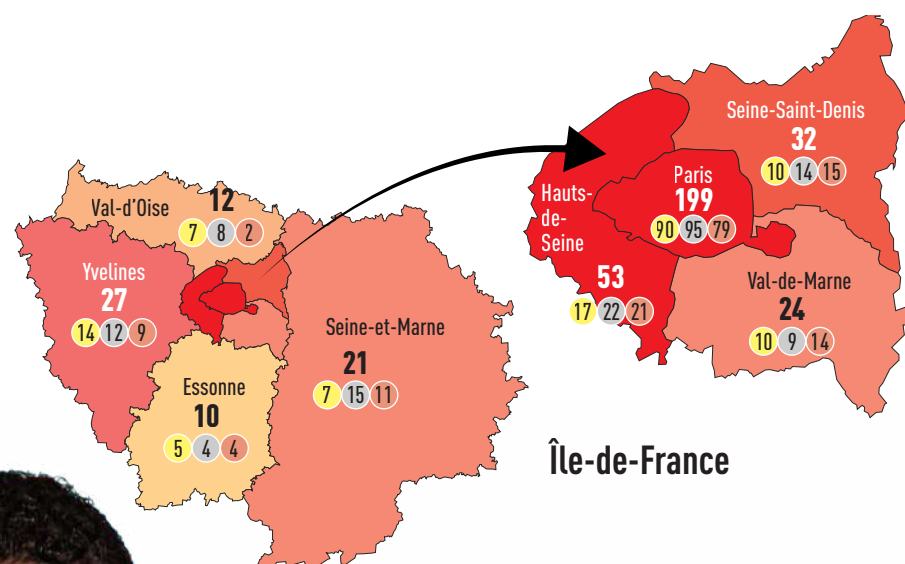 Val-d'Oise 12
7 8 2
Yvelines
27
14 12 9
Essonne
10
5 4 4
Seine-et-Marne
21
7 15 11
Seine-Saint-Denis
32
10 14 15
Paris
199
90 95 79
Hauts-
de-
Seine
53
17 22 21
Val-de-Marne
24
10 9 14
Île-de-France